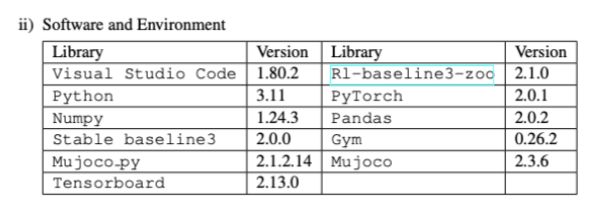 ii) Software and Environment
Library Version Library Version
Visual Studio Code 1.80.2 Rl-baseline3-zoo 2.1.0
Python 3.11 PyTorch 2.0.1
Numpy 1.24.3 Pandas 2.0.2
Stable baseline3 2.0.0 Gym 0.26.2
Mujoco_py 2.1.2.14 Mujoco 2.3.6
Tensorboard 2.13.0